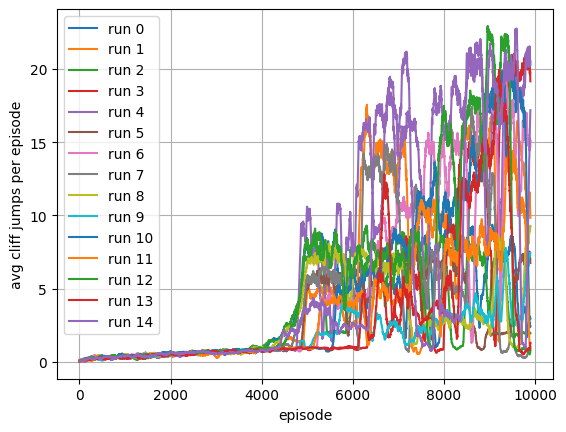 20
15
10
5
0
avg cliff jumps per episode
run 0
run 1
run 2
run 3
run 4
run 5
run 6
run 7
run 8
run 9
run 10
run 11
run 12
run 13
run 14
0 2000 4000 6000 8000 10000
episode